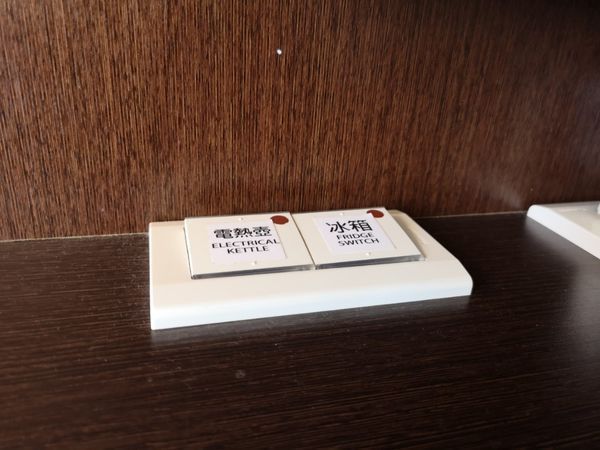 電熱壺
ELECTRICAL
KETTLE
冰箱
FRIDGE
SWITCH